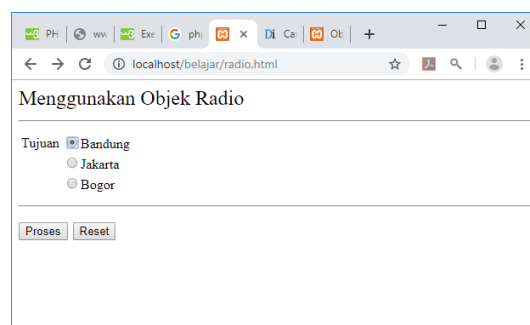 PH ww Exe G ph Di Ca Ob
localhost/belajar/radio.html
Menggunakan Objek Radio
Tujuan Bandung
Jakarta
Bogor
Proses Reset